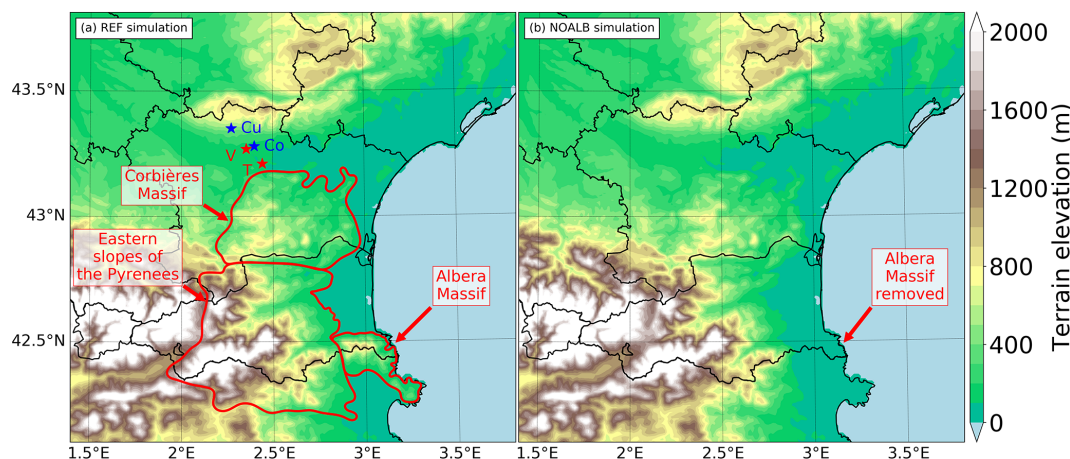 (a) REF simulation
(b) NOALB simulation
43.5°N
43°N
42.5°N
Cu
Co
V
T
Corbières
Massif
Eastern
slopes of
the Pyrenees
Albera
Massif
Albera
Massif
removed
1.5°E
2°E
2.5°E
3°E
3.5°E
1.5°E
2°E
2.5°E
3°E
3.5°E
2000
1600
1200
800
400
0
Terrain elevation (m)